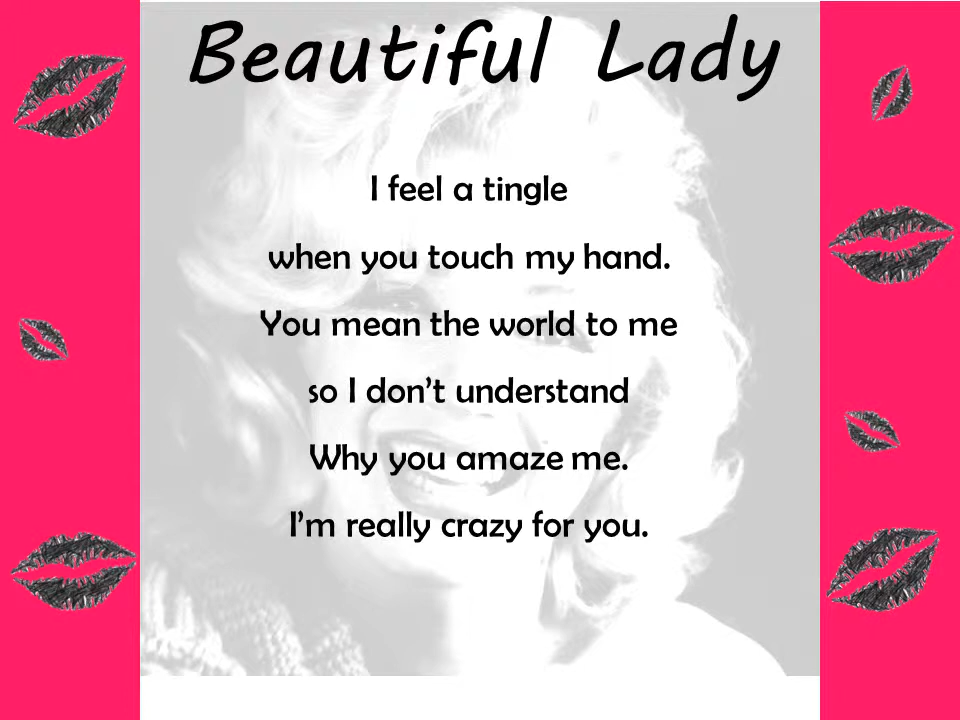 Beautiful Lady
I feel a tingle
when you touch my hand.
You mean the world to me
so I don’t understand
Why you amaze me.
I’m really crazy for you.